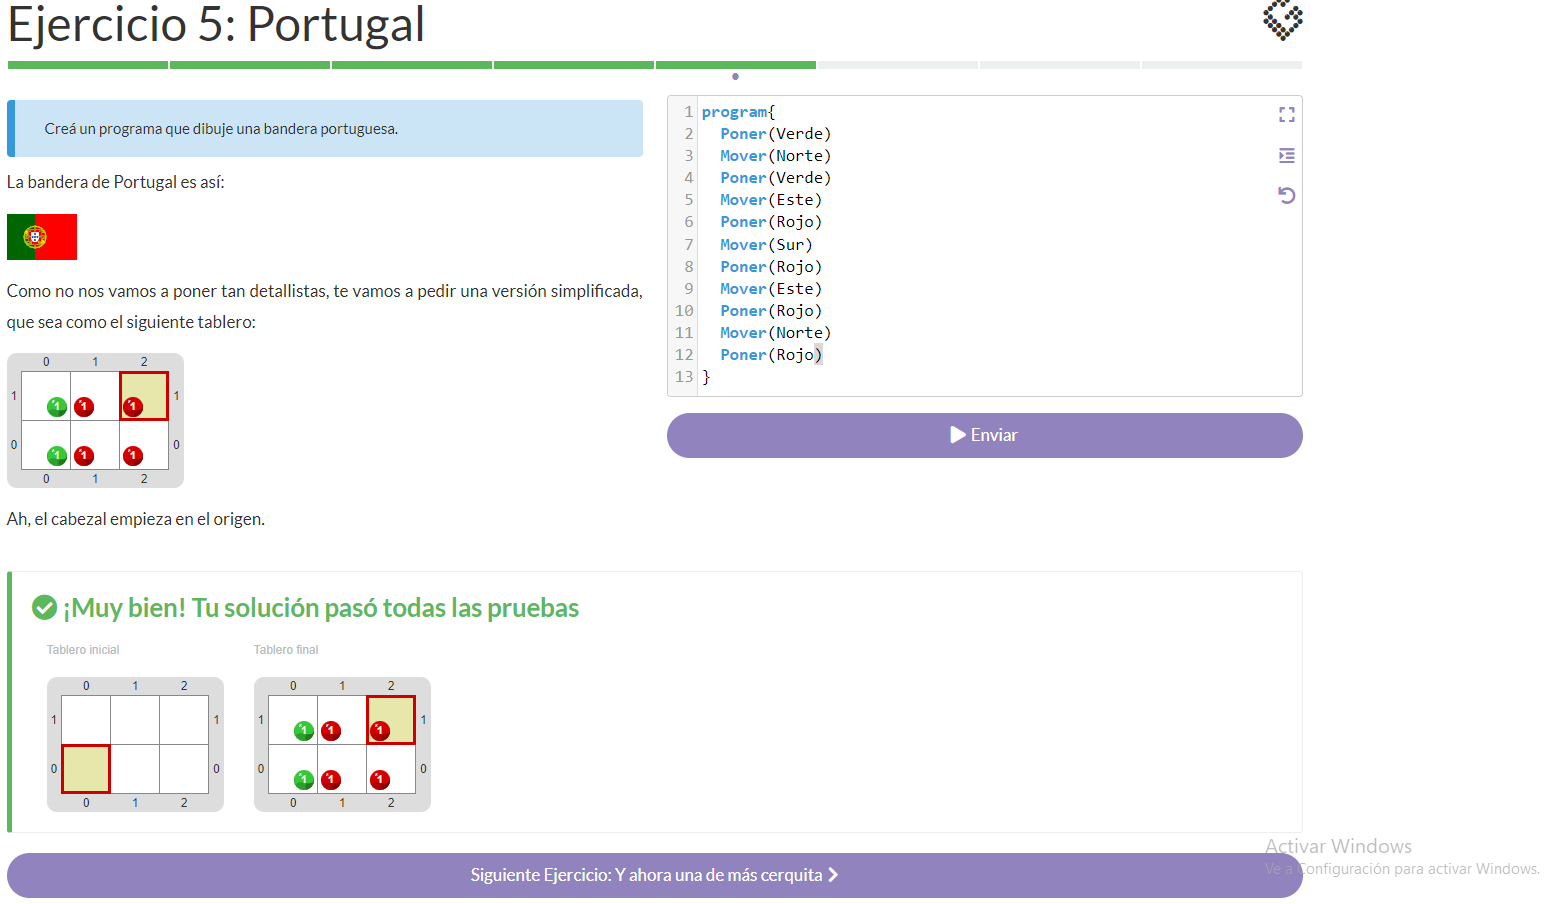 Ejercicio 5: Portugal
Creá un programa que dibuje una bandera portuguesa.
La bandera de Portugal es así:
Como no nos vamos a poner tan detallistas, te vamos a pedir una versión simplificada,
que sea como el siguiente tablero:
0 1 2
1 1 1 1 1
0 1 1 1 0
0 1 2
Ah, el cabezal empieza en el origen.
1 program{
2 Poner(Verde)
3 Mover(Norte)
4 Poner(Verde)
5 Mover(Este)
6 Poner(Rojo)
7 Mover(Sur)
8 Poner(Rojo)
9 Mover(Este)
10 Poner(Rojo)
11 Mover(Norte)
12 Poner(Rojo)
13 }
Enviar
¡Muy bien! Tu solución pasó todas las pruebas
Tablero inicial
0 1 2
1 1
0 0
0 1 2
Tablero final
0 1 2
1 1 1 1 1
0 1 1 1 0
0 1 2
Siguiente Ejercicio: Y ahora una de más cerquita
Activar Windows
Ve a Configuración para activar Windows.